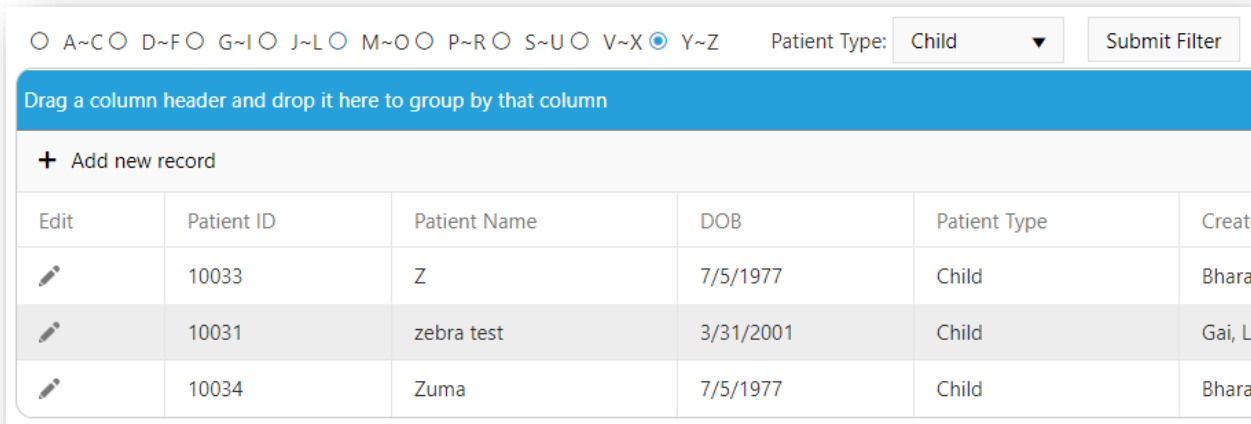 A~C D~F G~I J~L M~O P~R S~U V~X Y~Z Patient Type: Child Submit Filter
Drag a column header and drop it here to group by that column
+ Add new record
Edit Patient ID Patient Name DOB Patient Type
10033 Z 7/5/1977 Child
10031 zebra test 3/31/2001 Child Gai, L
10034 Zuma 7/5/1977 Child